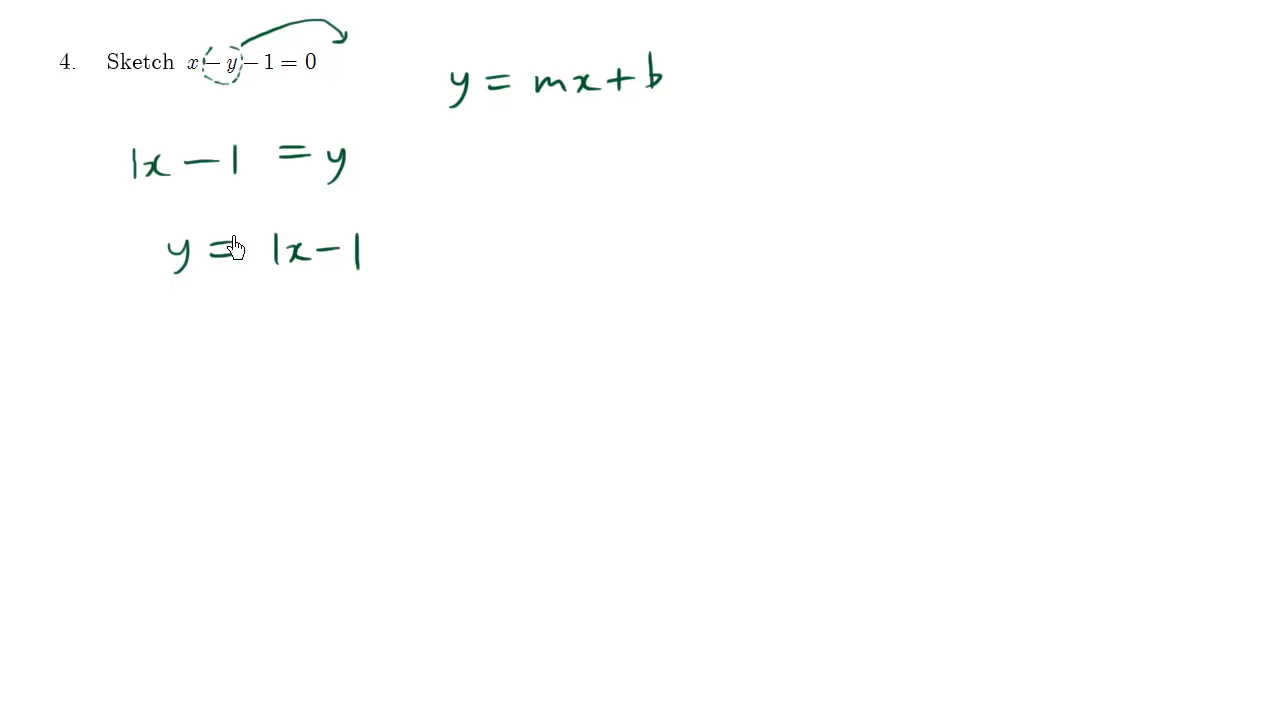 4. Sketch x − y − 1 = 0
y = mx + b
1x − 1 = y
y = 1x − 1